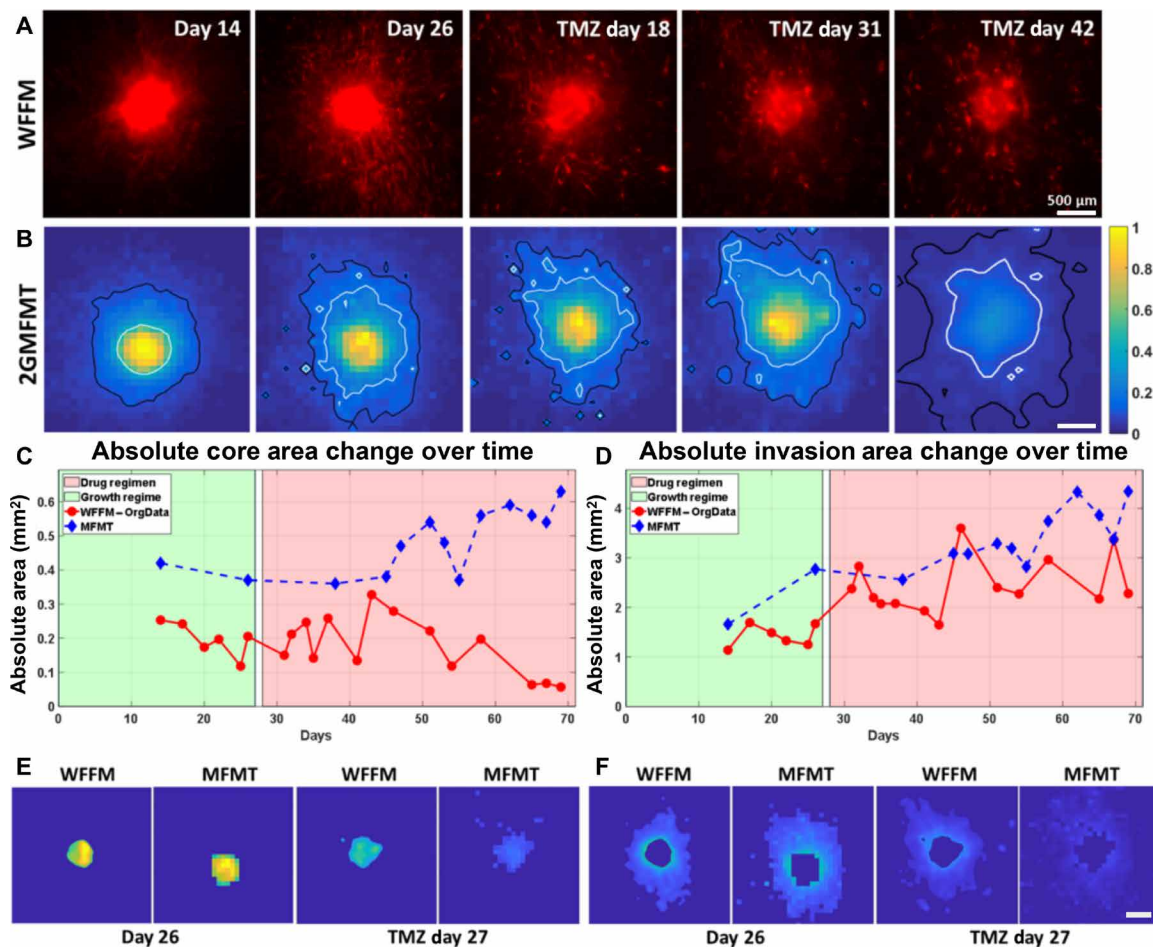 A
Day 14
Day 26
TMZ day 18
TMZ day 31
TMZ day 42
WFFM
500 µm
B
2GMFMT
1
0.8
0.6
0.4
0.2
0
C
Absolute core area change over time
Drug regimen
Growth regime
WFFM – OrgData
MFMT
Absolute area (mm²)
0.6
0.5
0.4
0.3
0.2
0.1
0
0 10 20 30 40 50 60 70
Days
D
Absolute invasion area change over time
Drug regimen
Growth regime
WFFM – OrgData
MFMT
Absolute area (mm²)
4
3
2
1
0
0 10 20 30 40 50 60 70
Days
E
WFFM MFMT WFFM MFMT
Day 26 TMZ day 27
F
WFFM MFMT WFFM MFMT
Day 26 TMZ day 27